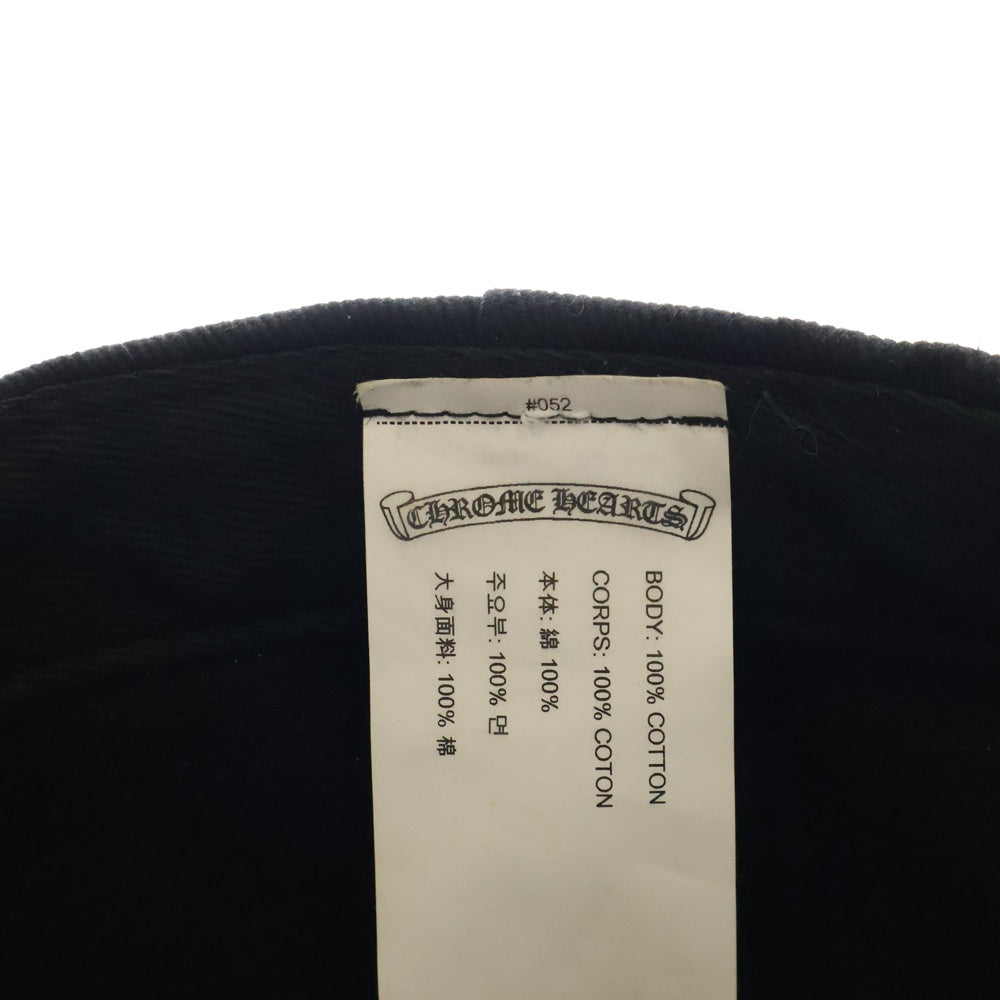 #052
CHROME HEARTS
BODY: 100% COTTON
CORPS: 100% COTON
本体: 綿 100%
주요부: 100% 면
大身面料: 100% 棉